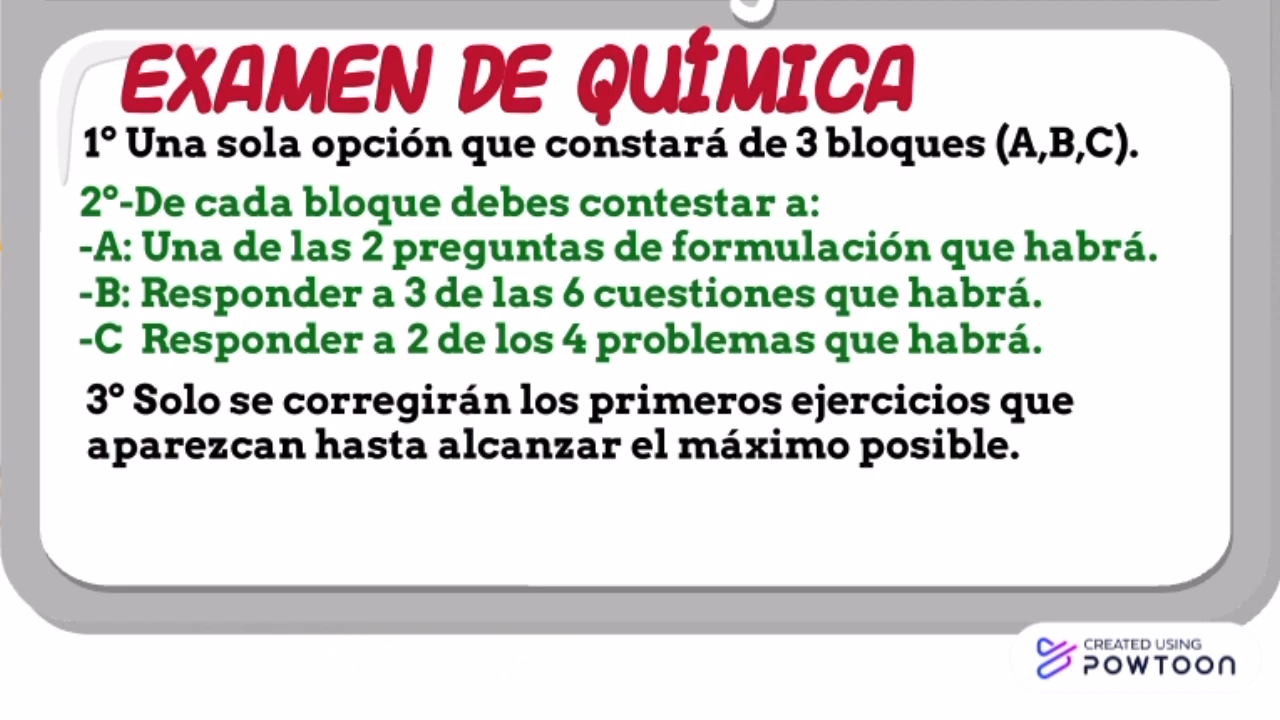 EXAMEN DE QUÍMICA
1º Una sola opción que constará de 3 bloques (A,B,C).
2º-De cada bloque debes contestar a:
-A: Una de las 2 preguntas de formulación que habrá.
-B: Responder a 3 de las 6 cuestiones que habrá.
-C Responder a 2 de los 4 problemas que habrá.
3º Solo se corregirán los primeros ejercicios que
aparezcan hasta alcanzar el máximo posible.
CREATED USING
POWTOON